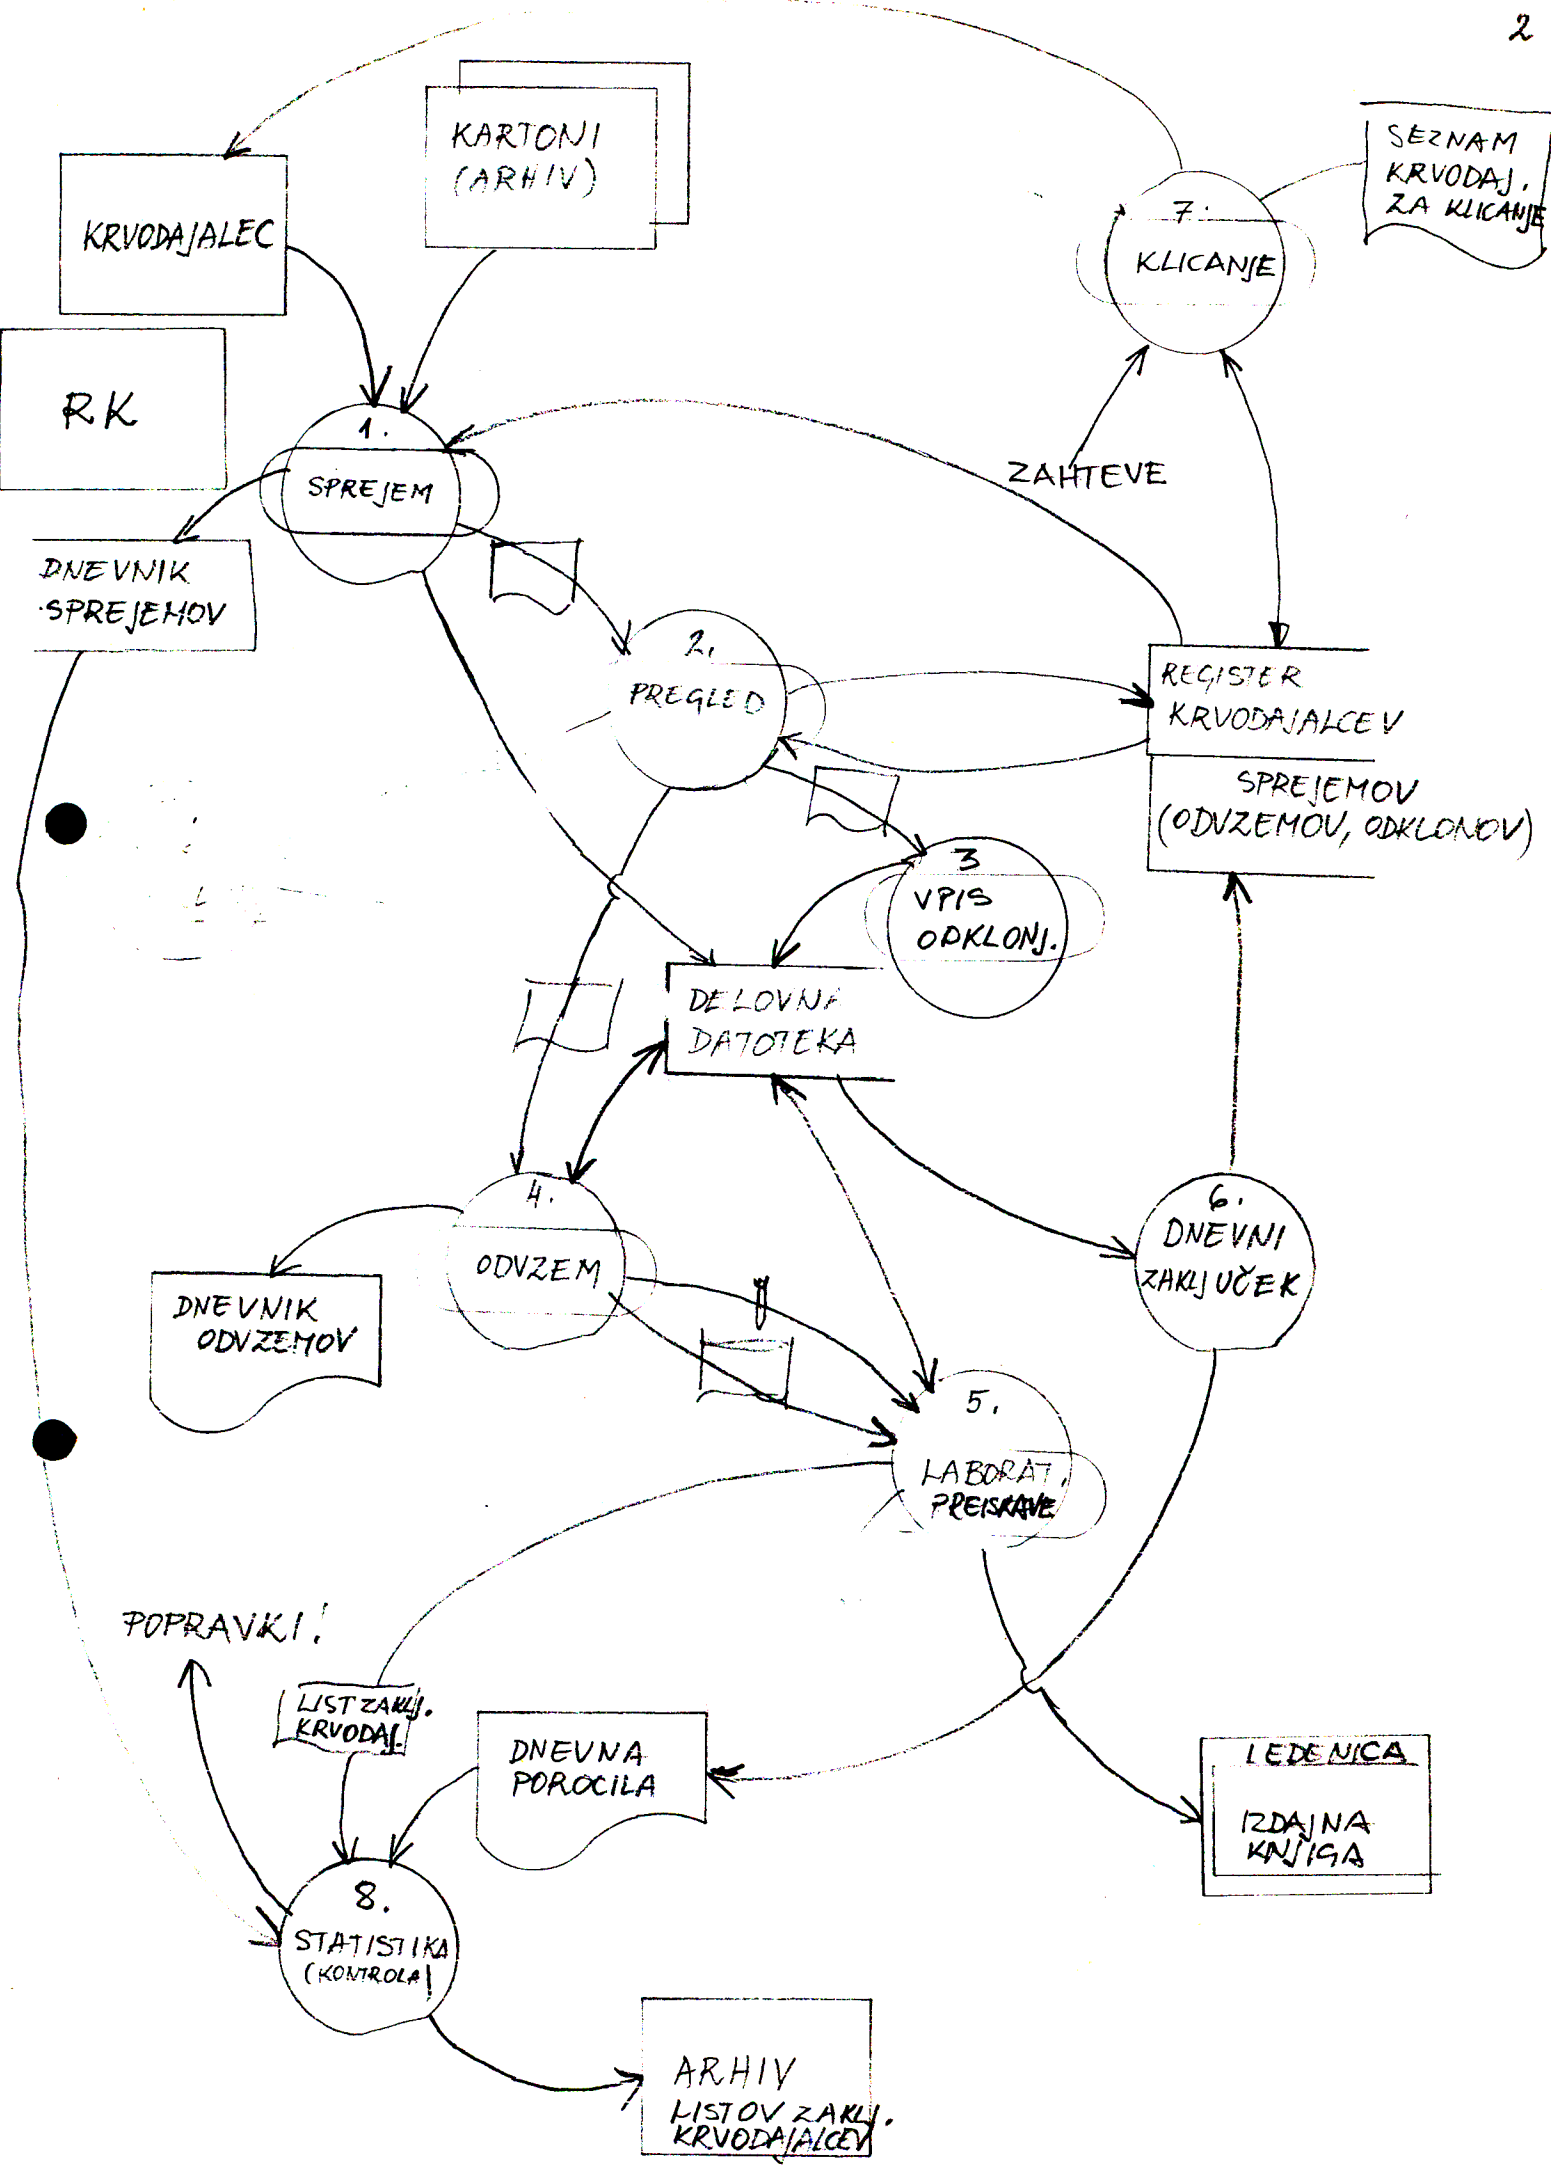 2
KARTONI
(ARHIV)
SEZNAM
KRVODAJ.
ZA KLICANJE
KRVODAJALEC
7.
KLICANJE
RK
1.
SPREJEM
ZAHTEVE
DNEVNIK
SPREJEMOV
2.
PREGLED
REGISTER
KRVODAJALCEV
SPREJEMOV
(ODVZEMOV, ODKLONOV)
3
VPIS
ODKLONJ.
DELOVNA
DATOTEKA
4.
ODVZEM
6.
DNEVNI
ZAKLJUČEK
DNEVNIK
ODVZEMOV
5.
LABORAT.
PREISKAVE
POPRAVKI!
LIST ZAKLJ.
KRVODAJ.
DNEVNA
POROCILA
LEDENICA
IZDAJNA
KNJIGA
8.
STATISTIKA
(KONTROLA)
ARHIV
LISTOV ZAKLJ.
KRVODAJALCEV